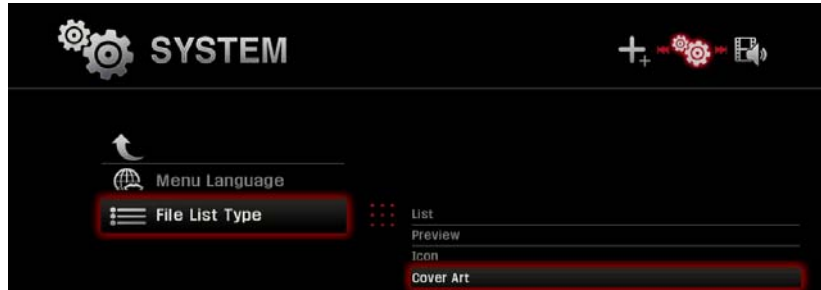 SYSTEM
Menu Language
File List Type
List
Preview
Icon
Cover Art